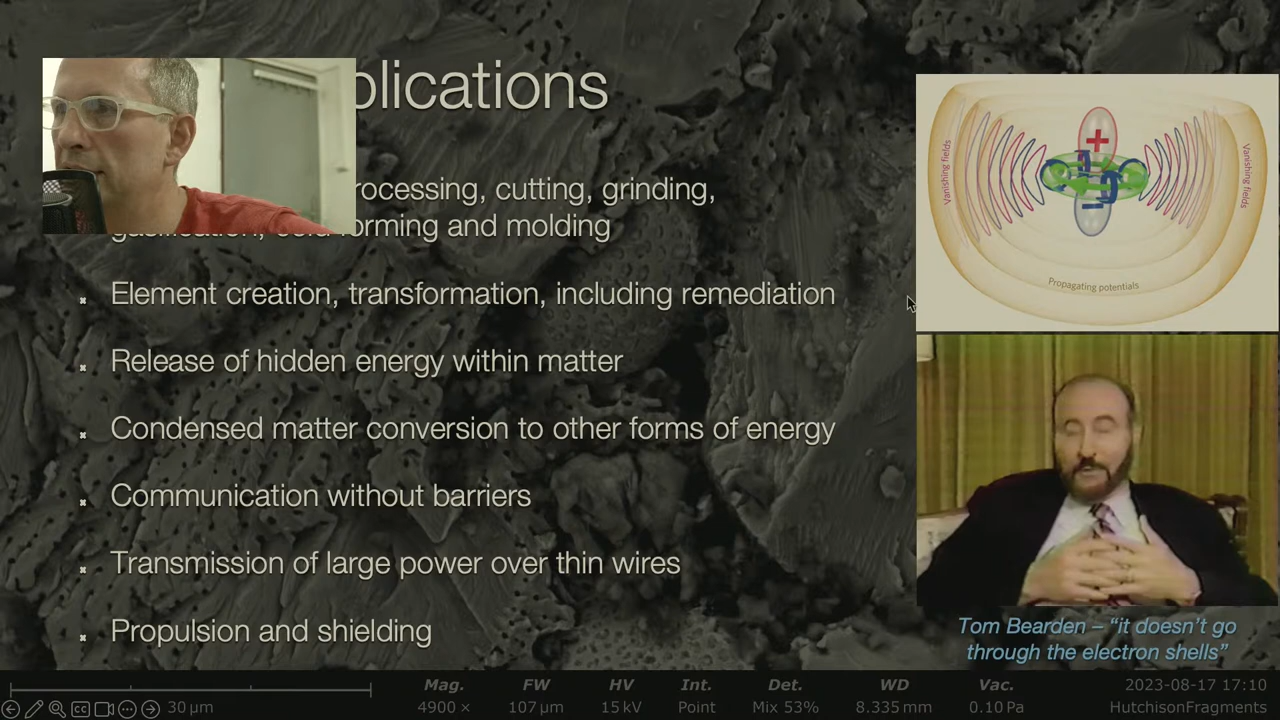 plications
rocessing, cutting, grinding,
forming and molding
Element creation, transformation, including remediation
Release of hidden energy within matter
Condensed matter conversion to other forms of energy
Communication without barriers
Transmission of large power over thin wires
Propulsion and shielding
Vanishing fields
Vanishing fields
Propagating potentials
Tom Bearden – “it doesn’t go
through the electron shells”
30 µm
Mag. FW HV Int. Det. WD Vac. 2023-08-17 17:10
4900 × 107 µm 15 kV Point Mix 53% 8.335 mm 0.10 Pa HutchisonFragments